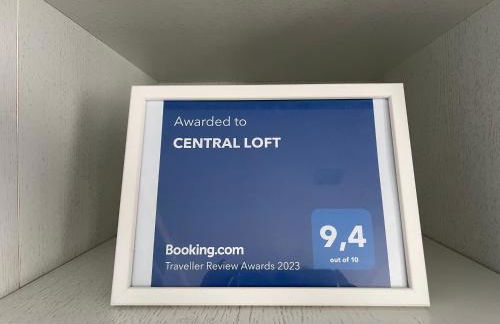 Awarded to
CENTRAL LOFT
9,4
out of 10
Booking.com
Traveller Review Awards 2023